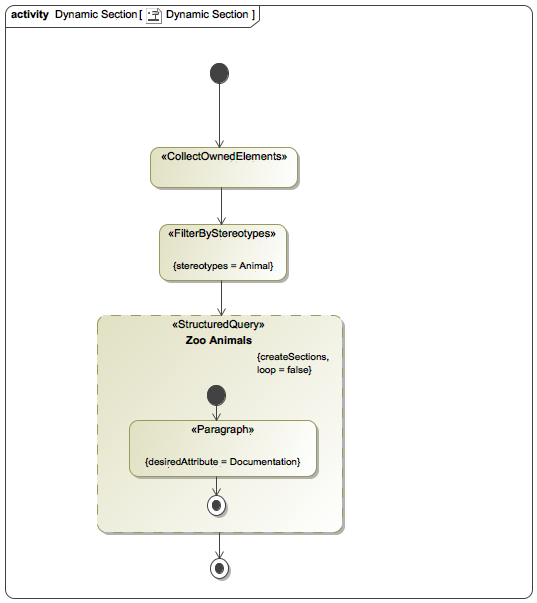 activity Dynamic Section [ Dynamic Section ]
«CollectOwnedElements»
«FilterByStereotypes»
{stereotypes = Animal}
«StructuredQuery»
Zoo Animals
{createSections,
loop = false}
«Paragraph»
{desiredAttribute = Documentation}